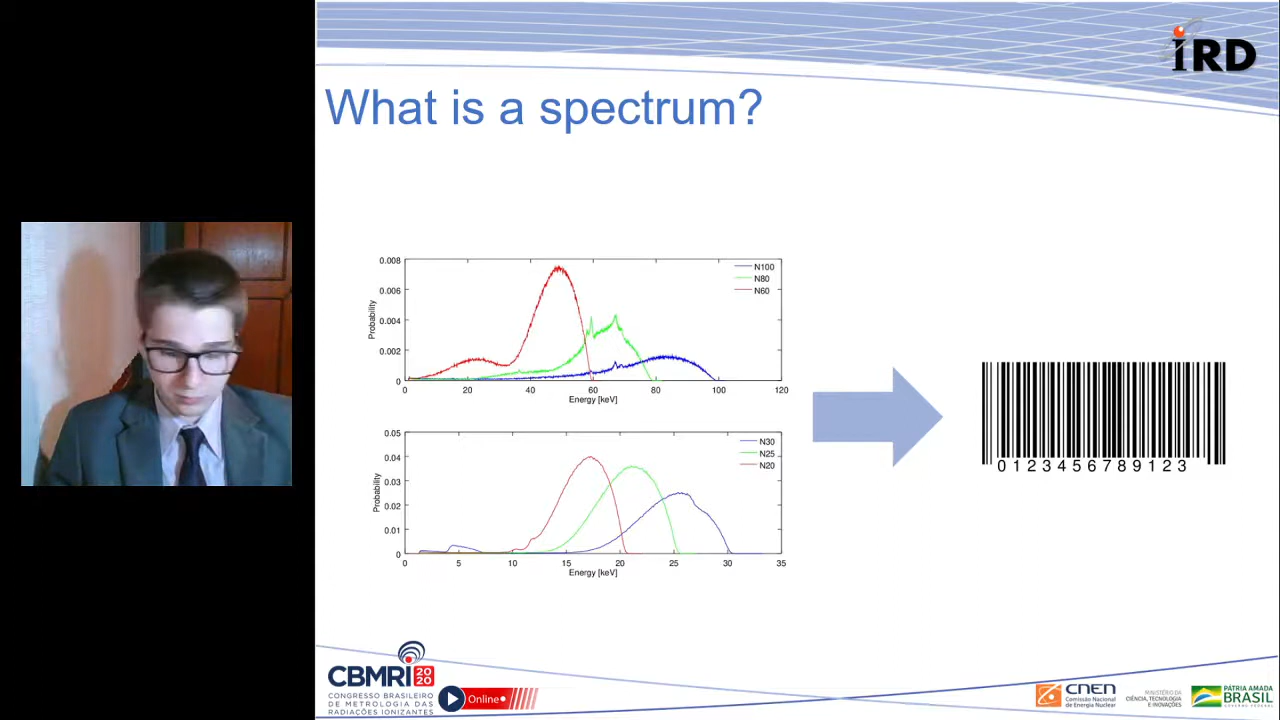 iRD
What is a spectrum?
0.008
0.006
0.004
0.002
0
Probability
N100
N80
N60
0 20 40 60 80 100 120
Energy [keV]
0.05
0.04
0.03
0.02
0.01
0
Probability
N30
N25
N20
0 5 10 15 20 25 30 35
Energy [keV]
0 1 2 3 4 5 6 7 8 9 1 2 3
CBMRI 2020
CONGRESSO BRASILEIRO
DE METROLOGIA DAS
RADIAÇÕES IONIZANTES
Online
CNEN
Comissão Nacional
de Energia Nuclear
MINISTÉRIO DA
CIÊNCIA, TECNOLOGIA
E INOVAÇÕES
PÁTRIA AMADA
BRASIL
GOVERNO FEDERAL